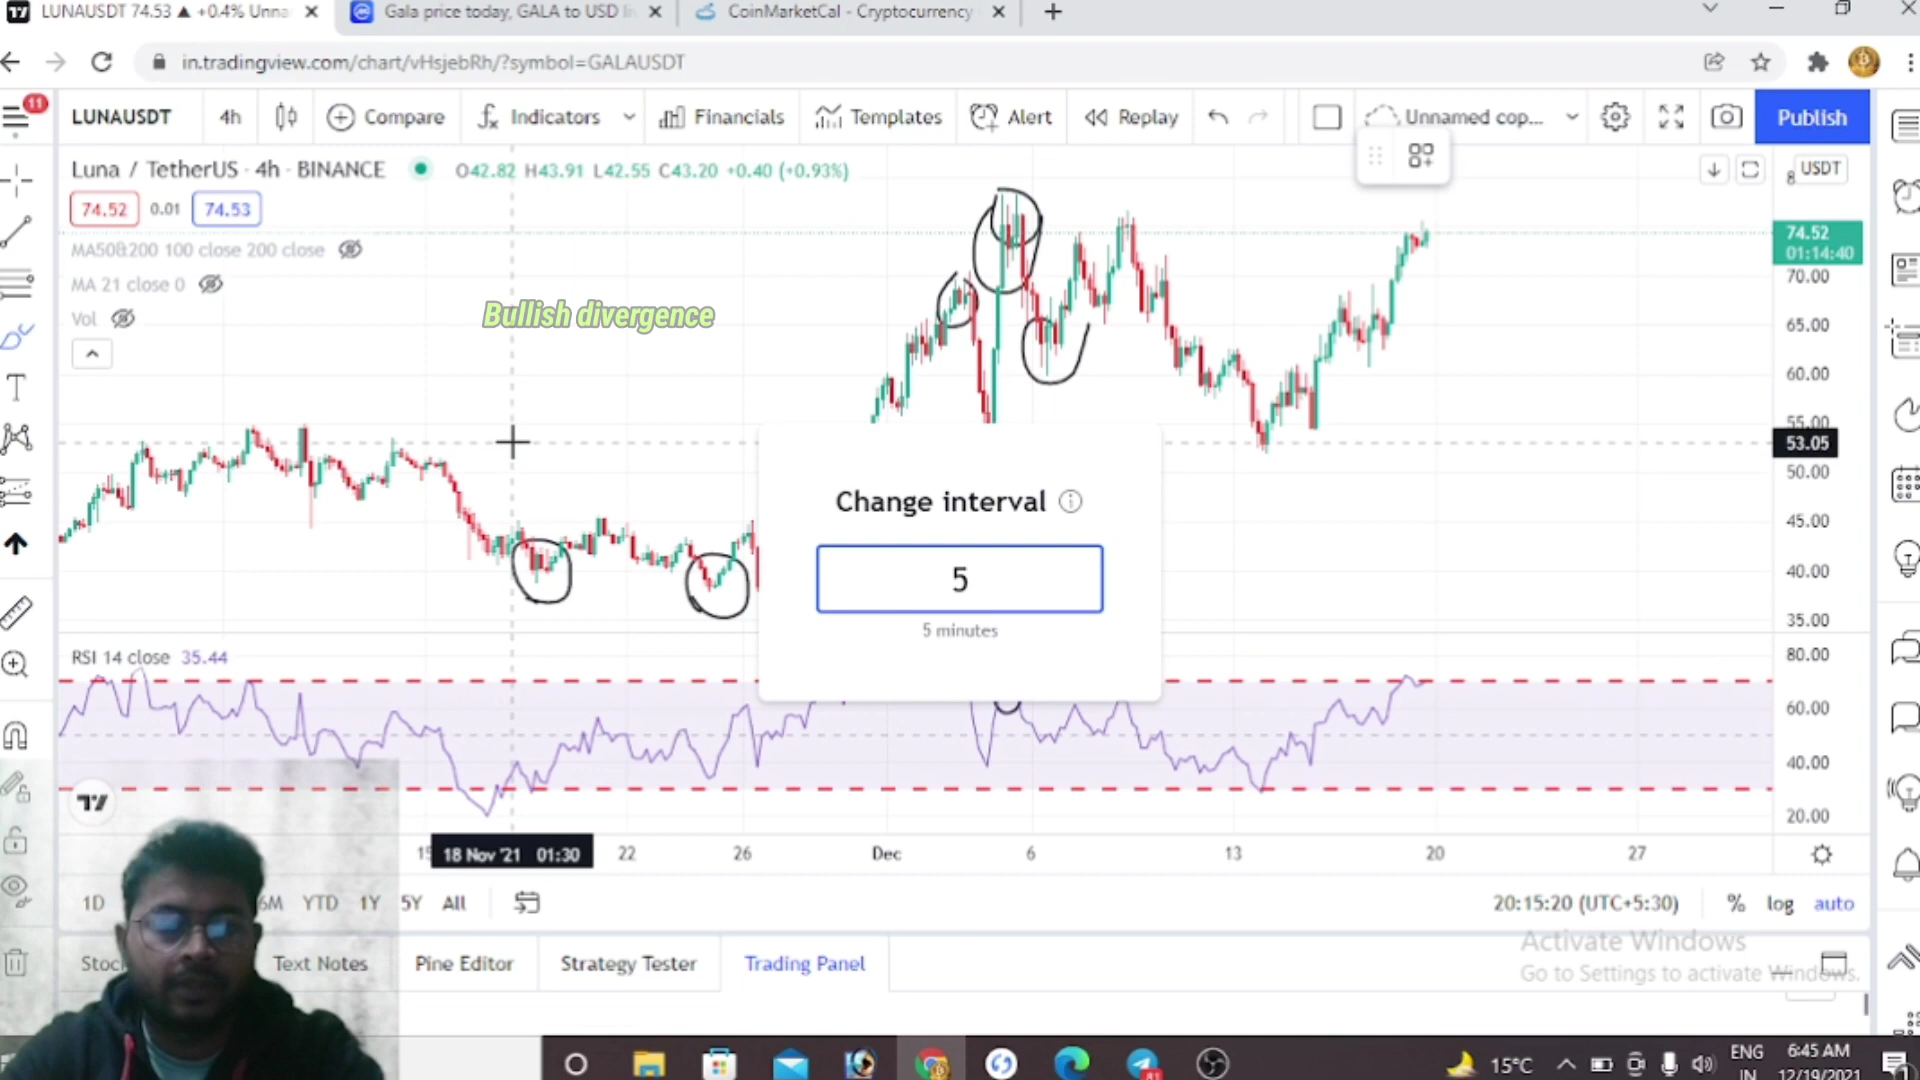 LUNAUSDT 74.53 ▲ +0.4% Unna
Gala price today, GALA to USD li
CoinMarketCal - Cryptocurrency
in.tradingview.com/chart/vHsjebRh/?symbol=GALAUSDT
11
LUNAUSDT 4h Compare Indicators Financials Templates Alert Replay Unnamed cop... Publish
Luna / TetherUS · 4h · BINANCE O42.82 H43.91 L42.55 C43.20 +0.40 (+0.93%)
USDT
74.52 0.01 74.53
MA50&200 100 close 200 close
MA 21 close 0
Vol
Bullish divergence
74.52
01:14:40
70.00
65.00
60.00
55.00
53.05
50.00
45.00
40.00
35.00
Change interval
5
5 minutes
RSI 14 close 35.44
80.00
60.00
40.00
20.00
18 Nov '21 01:30 22 26 Dec 6 13 20 27
1D 6M YTD 1Y 5Y All
20:15:20 (UTC+5:30) % log auto
Text Notes Pine Editor Strategy Tester Trading Panel
Activate Windows
Go to Settings to activate Windows.
81
15°C
ENG
IN
6:45 AM
12/19/2021